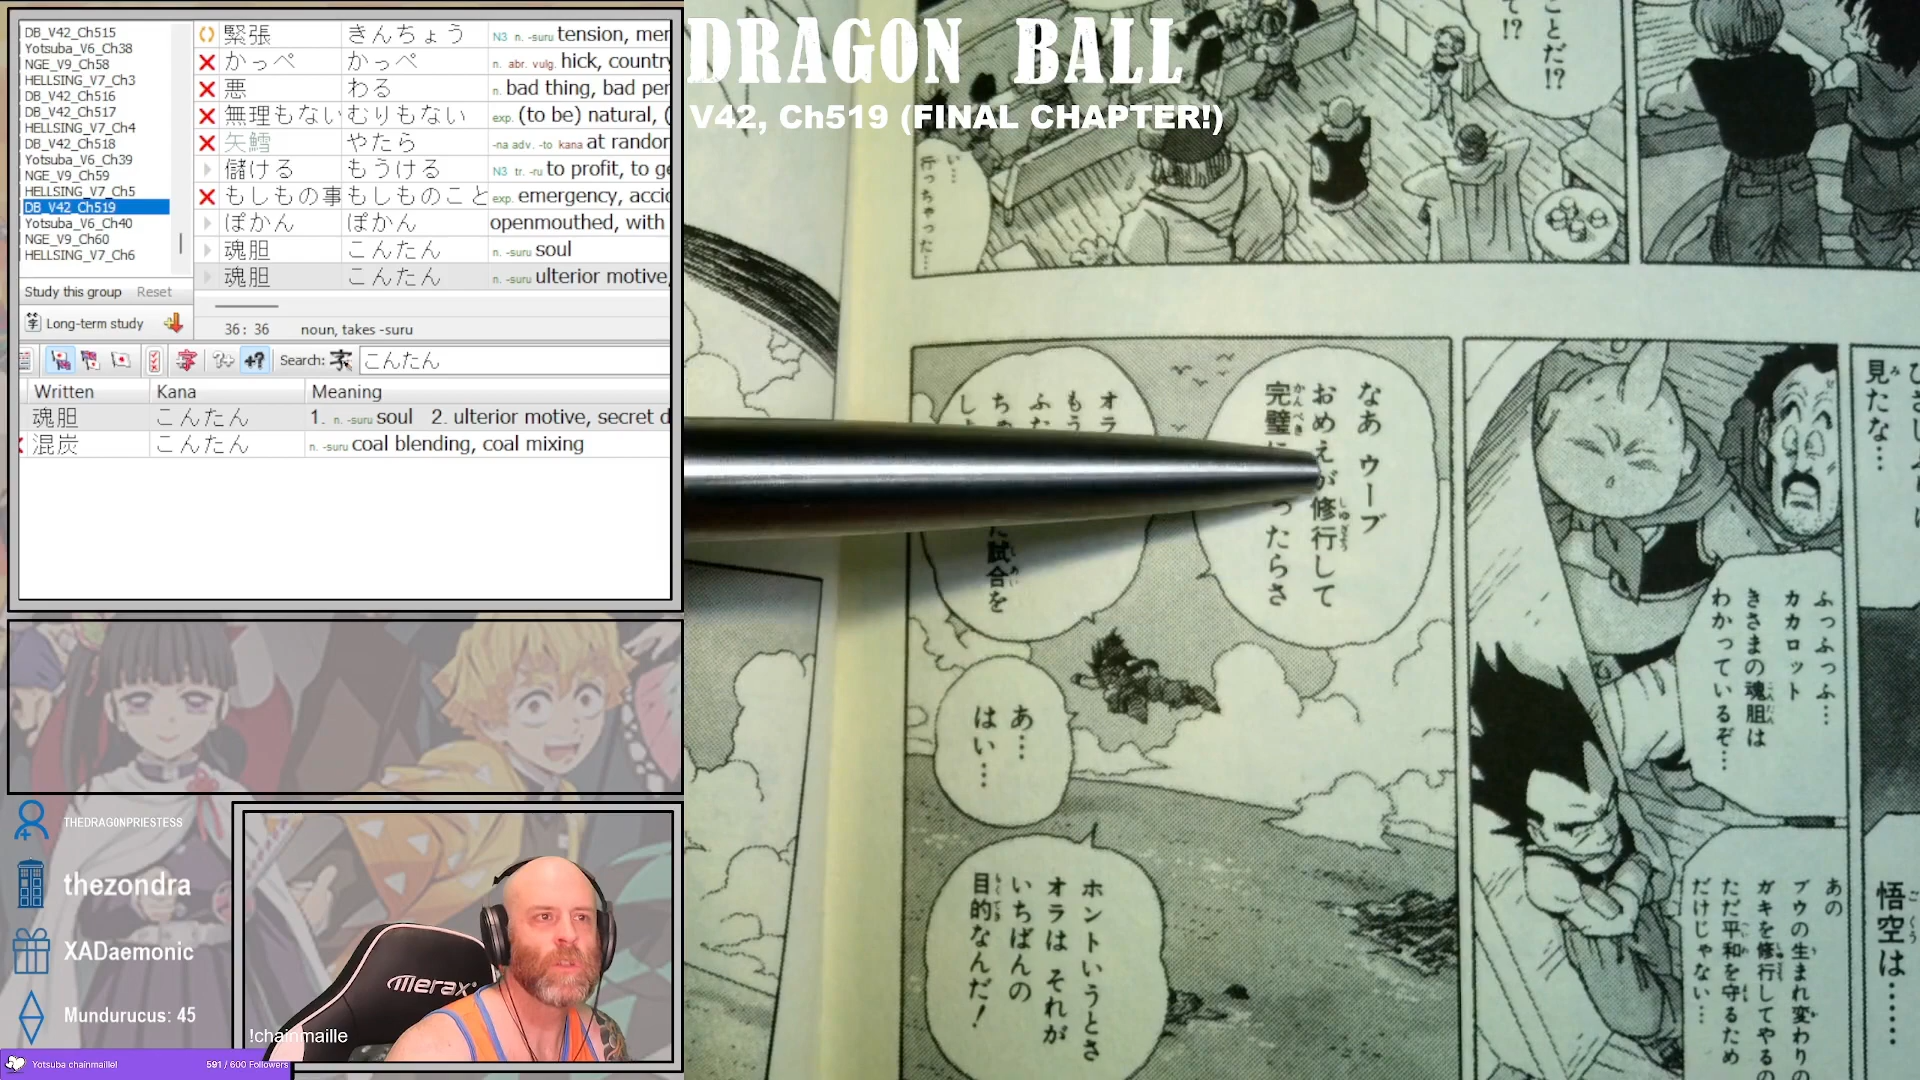 DB_V42_Ch515
Yotsuba_V6_Ch38
NGE_V9_Ch58
HELLSING_V7_Ch3
DB_V42_Ch516
DB_V42_Ch517
HELLSING_V7_Ch4
DB_V42_Ch518
Yotsuba_V6_Ch39
NGE_V9_Ch59
HELLSING_V7_Ch5
DB_V42_Ch519
Yotsuba_V6_Ch40
NGE_V9_Ch60
HELLSING_V7_Ch6
Study this group Reset
Long-term study
緊張 きんちょう N3 n. -suru tension,
かっぺ かっぺ n. abr. vulg. hick,
悪 わる n. bad thing, bad
無理もない むりもない exp. (to be) natural, (
矢鱈 やたら -na adv. -to kana at
儲ける もうける N3 tr. -ru to profit, to
もしもの事 もしものこと exp. emergency,
ぽかん ぽかん openmouthed, with
魂胆 こんたん n. -suru soul
魂胆 こんたん n. -suru ulterior motive,
36: 36 noun, takes -suru
Search: 字 こんたん
Written Kana Meaning
魂胆 こんたん 1. n. -suru soul 2. ulterior motive, secret
混炭 こんたん n. -suru coal blending, coal mixing
THEDRAGONPRIESTESS
thezondra
XADaemonic
Mundurucus: 45
Yotsuba chainmaille!
591 / 600 Followers
merax
!chainmaille
DRAGON BALL
V42, Ch519 (FINAL CHAPTER!)
ことだ!?
て!?
い…
行っちゃった…
見たな…
ふっふっふ…
カカロット
きさまの魂胆は
わかっているぞ…
あの
ブウの生まれ変わりの
ガキを修行してやるの
ただ平和を守るため
だけじゃない…
悟空は……
なあ ウーブ
おめえが修行して
完璧に
ったらさ
オラ
もう
試合を
あ…
はい…
ホントいうとさ
オラは それが
いちばんの
目的なんだ!